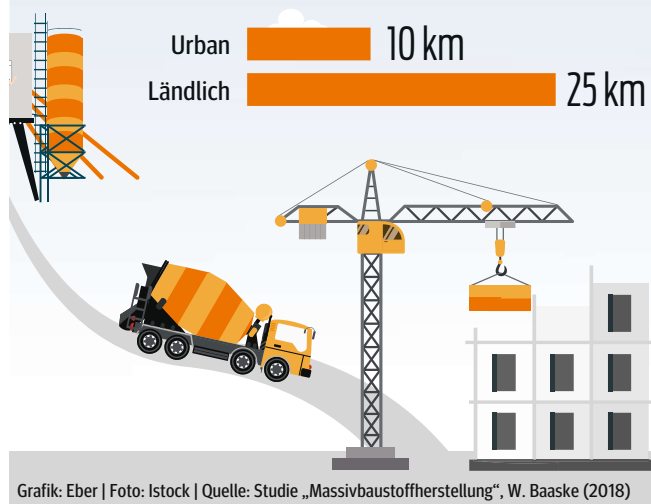 Urban 10 km
Ländlich 25 km
Grafik: Eber | Foto: Istock | Quelle: Studie „Massivbaustoffherstellung“, W. Baaske (2018)